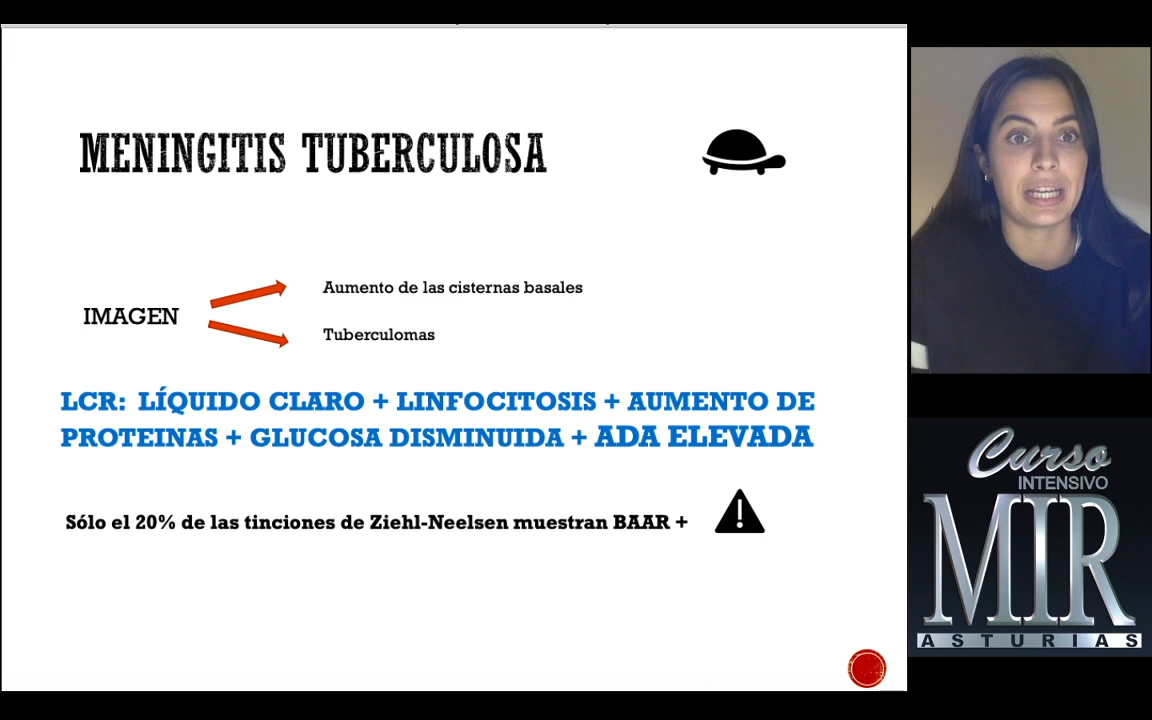 MENINGITIS TUBERCULOSA
IMAGEN
Aumento de las cisternas basales
Tuberculomas
LCR: LÍQUIDO CLARO + LINFOCITOSIS + AUMENTO DE
PROTEINAS + GLUCOSA DISMINUIDA + ADA ELEVADA
Sólo el 20% de las tinciones de Ziehl-Neelsen muestran BAAR +
Curso
INTENSIVO
MIR
ASTURIAS